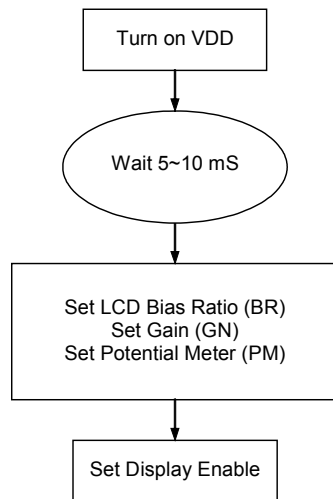 Turn on VDD
Wait 5~10 mS
Set LCD Bias Ratio (BR)
Set Gain (GN)
Set Potential Meter (PM)
Set Display Enable